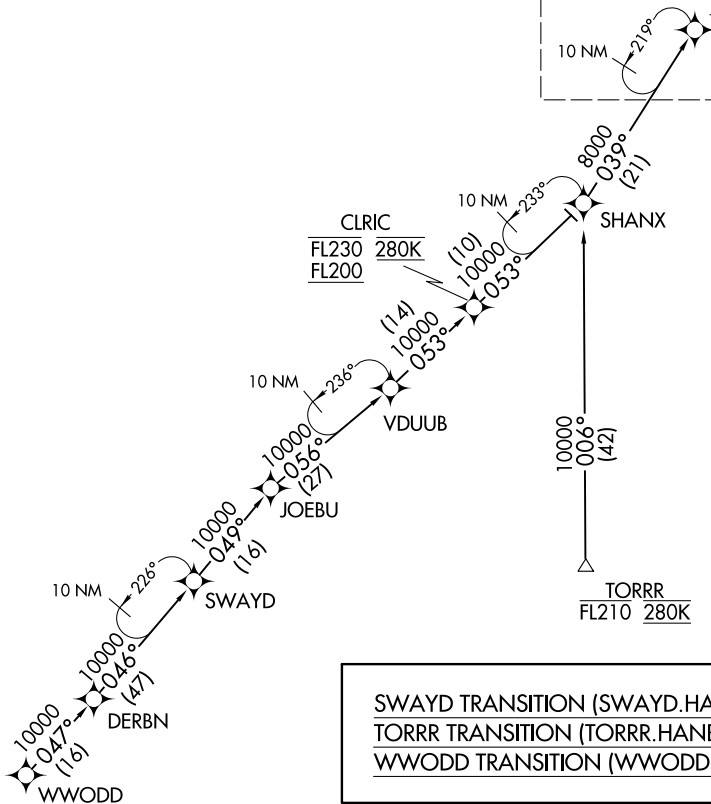 219°
10 NM
8000
039°
(21)
233°
10 NM
SHANX
CLRIC
FL230 280K
FL200
(10)
10000
053°
(14)
10000
053°
236°
10 NM
VDUUB
10000
056°
(27)
JOEBU
10000
006°
(42)
10000
049°
(16)
226°
10 NM
SWAYD
TORRR
FL210 280K
10000
046°
(47)
DERBN
10000
047°
(16)
WWODD
SWAYD TRANSITION (SWAYD.HA
TORRR TRANSITION (TORRR.HAN
WWODD TRANSITION (WWODD